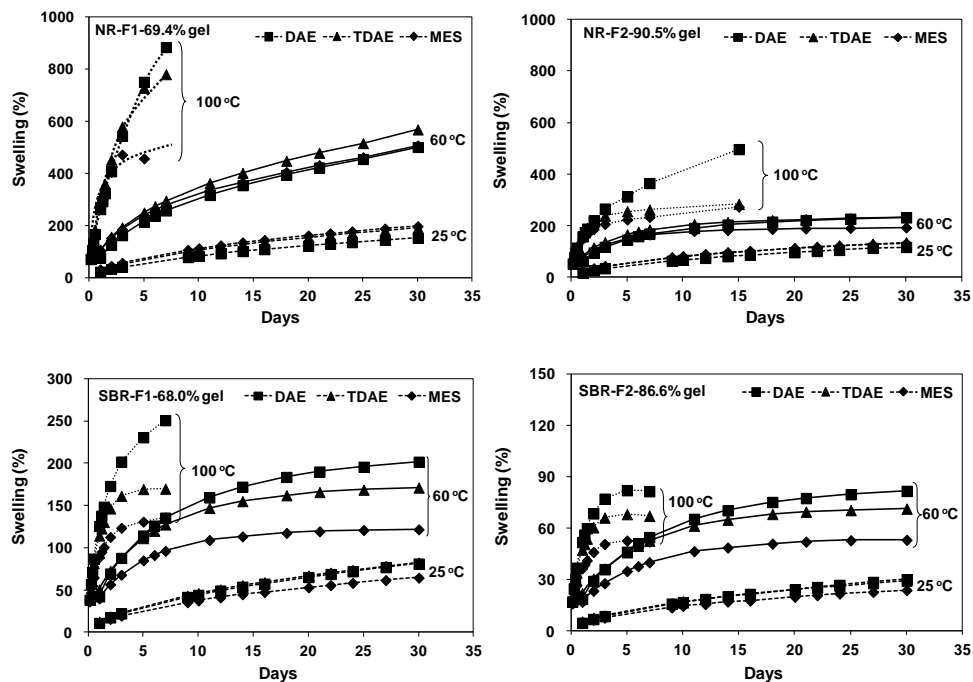 NR-F1-69.4% gel
DAE TDAE MES
1000
800
600
400
200
0
Swelling (%)
100 °C
60 °C
25 °C
0 5 10 15 20 25 30 35
Days
NR-F2-90.5% gel
DAE TDAE MES
1000
800
600
400
200
0
Swelling (%)
100 °C
60 °C
25 °C
0 5 10 15 20 25 30 35
Days
SBR-F1-68.0% gel
DAE TDAE MES
300
250
200
150
100
50
0
Swelling (%)
100 °C
60 °C
25 °C
0 5 10 15 20 25 30 35
Days
SBR-F2-86.6% gel
DAE TDAE MES
150
120
90
60
30
0
Swelling (%)
100 °C
60 °C
25 °C
0 5 10 15 20 25 30 35
Days